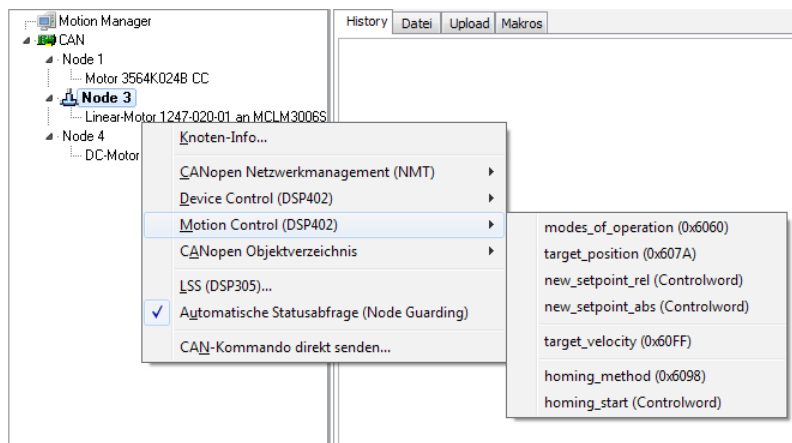 Motion Manager
CAN
Node 1
Motor 3564K024B CC
Node 3
Linear-Motor 1247-020-01 an MCLM3006S
Node 4
DC-Motor
History Datei Upload Makros
Knoten-Info...
CANopen Netzwerkmanagement (NMT)
Device Control (DSP402)
Motion Control (DSP402)
CANopen Objektverzeichnis
LSS (DSP305)...
Automatische Statusabfrage (Node Guarding)
CAN-Kommando direkt senden...
modes_of_operation (0x6060)
target_position (0x607A)
new_setpoint_rel (Controlword)
new_setpoint_abs (Controlword)
target_velocity (0x60FF)
homing_method (0x6098)
homing_start (Controlword)